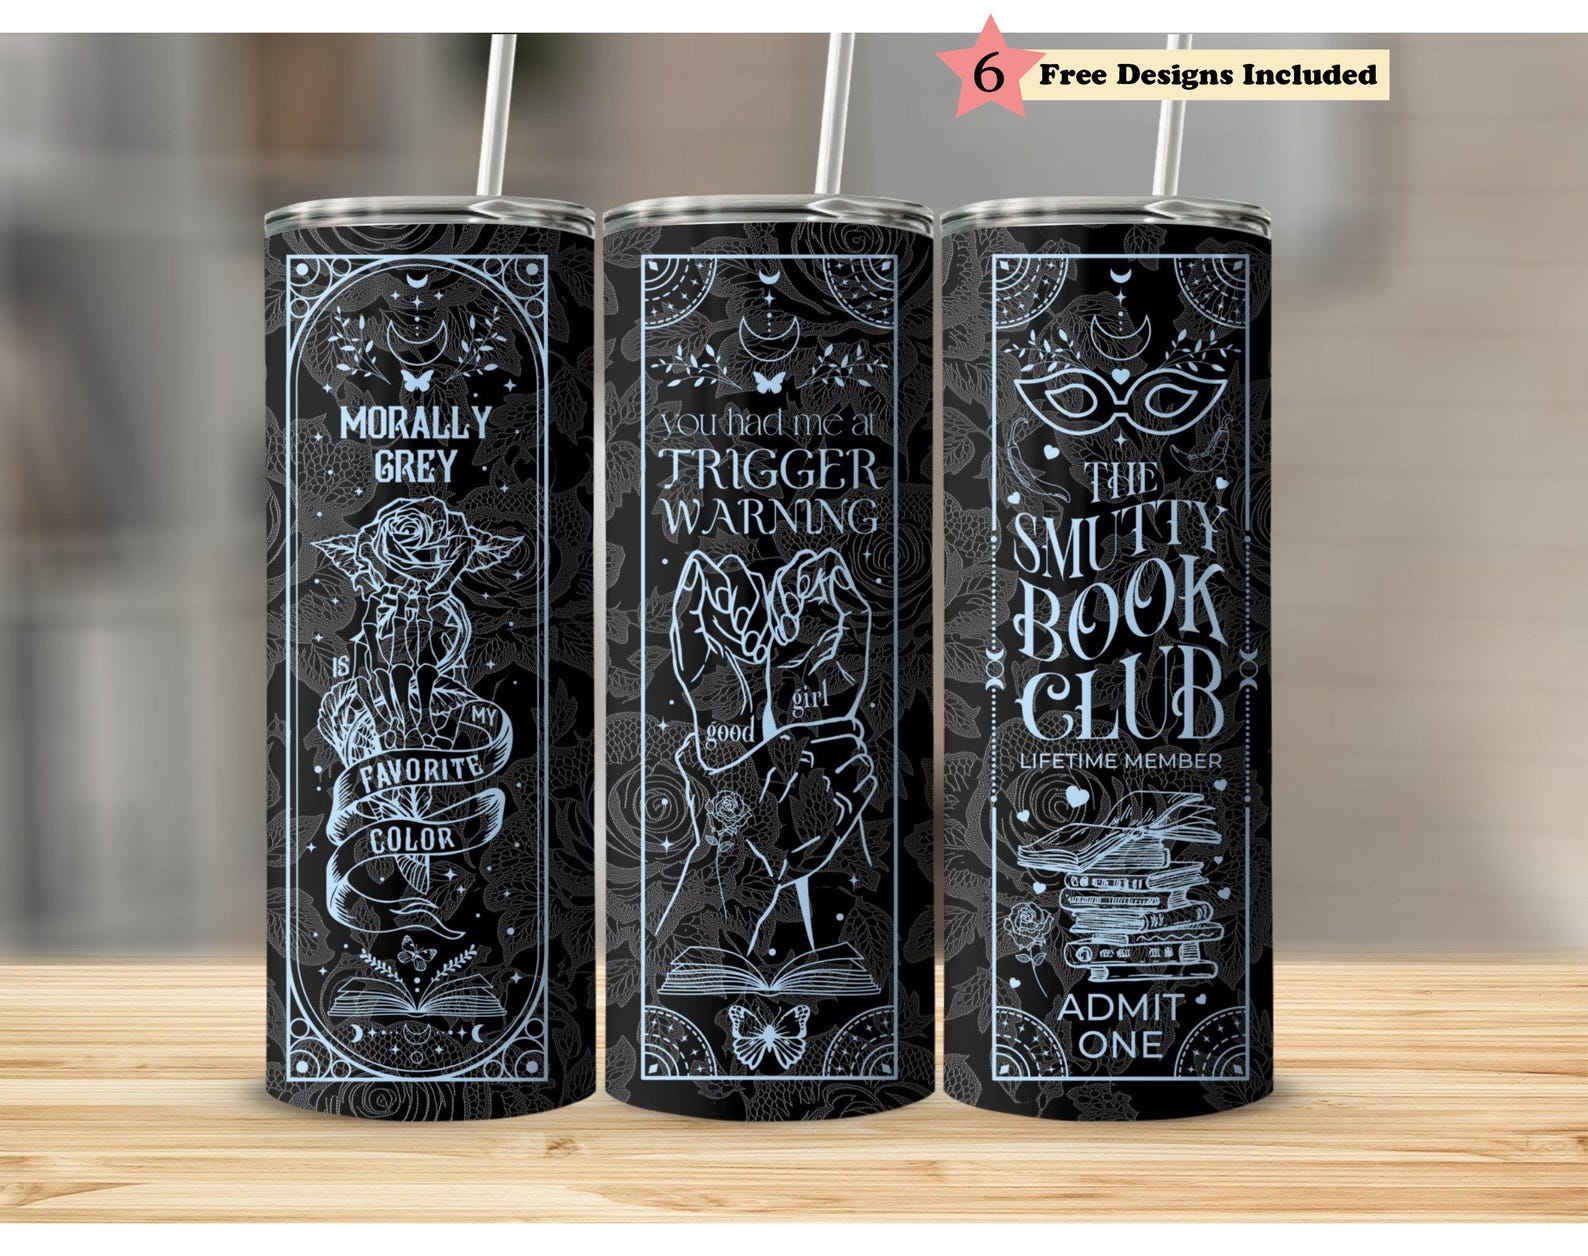 6 Free Designs Included
MORALLY
GREY
IS
MY
FAVORITE
COLOR
you had me at
TRIGGER
WARNING
good girl
THE
SMUTTY
BOOK
CLUB
LIFETIME MEMBER
ADMIT
ONE